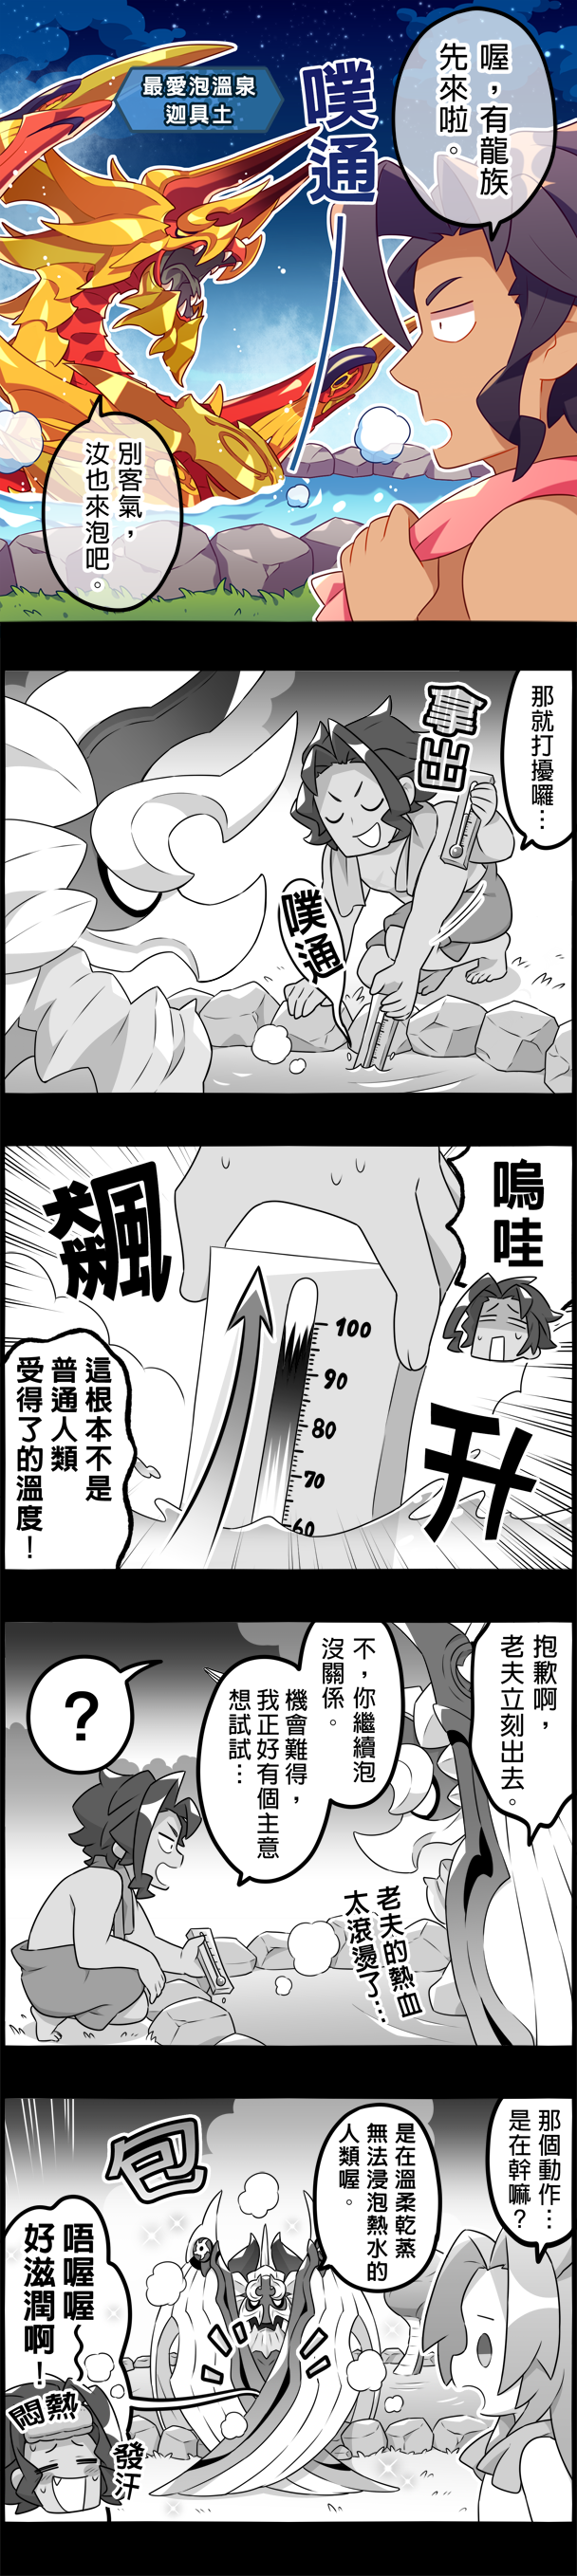 喔，有龍族
先來啦。
最愛泡溫泉
迦具土
噗通
別客氣，
汝也來泡吧。
那就打擾囉…
拿出
噗通
嗚哇
飆
升
100
90
80
70
60
這根本不是
普通人類
受得了的溫度！
抱歉啊，
老夫立刻出去。
不，你繼續泡
沒關係。
機會難得，
我正好有個主意
想試試…
？
老夫的熱血
太滾燙了…
那個動作…
是在幹嘛？
是在溫柔乾蒸
無法浸泡熱水的
人類喔。
包
唔喔喔～
好滋潤啊！
悶熱
發汗